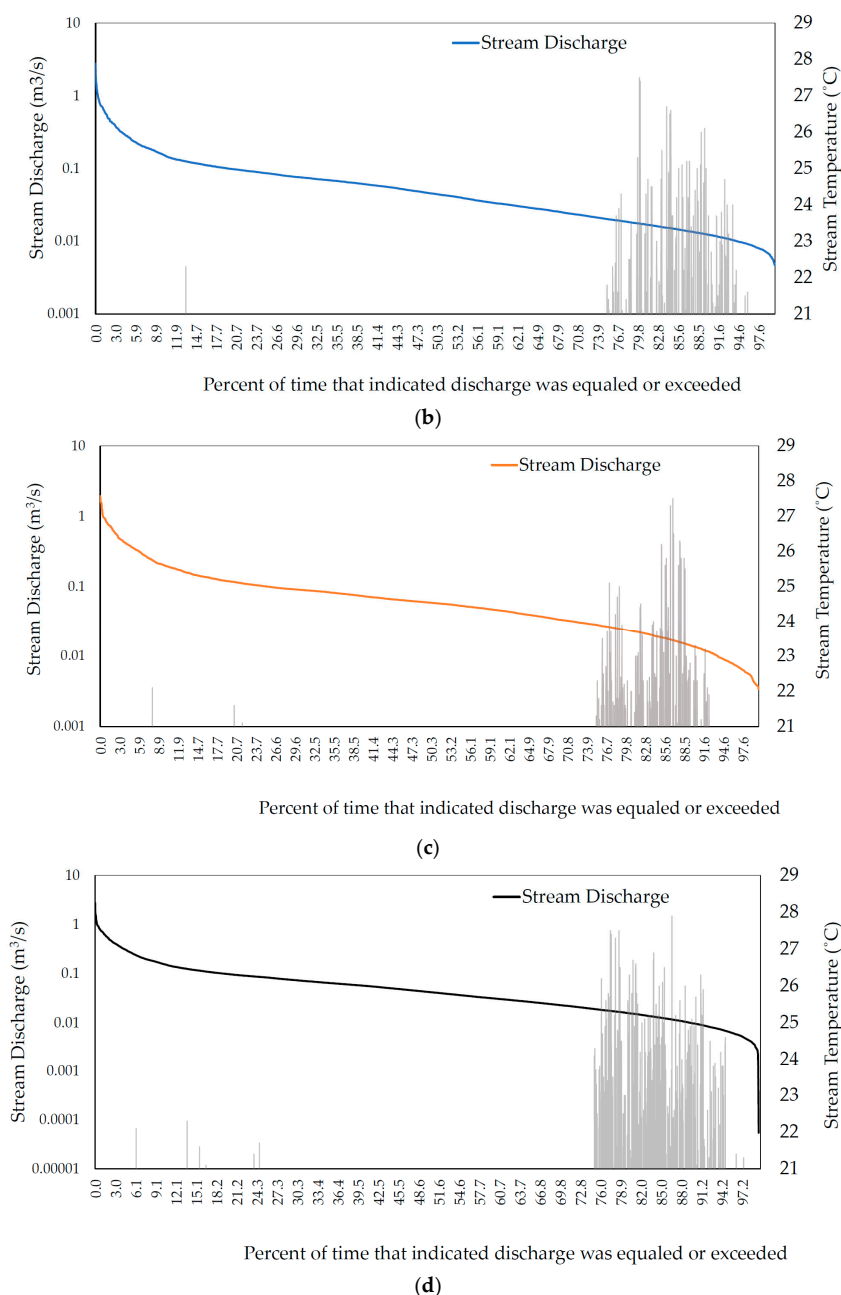 Stream Discharge
Stream Discharge (m3/s)
10
1
0.1
0.01
0.001
Stream Temperature (˚C)
29
28
27
26
25
24
23
22
21
0.0 3.0 5.9 8.9 11.9 14.7 17.7 20.7 23.7 26.6 29.6 32.5 35.5 38.5 41.4 44.3 47.3 50.3 53.2 56.1 59.1 62.1 64.9 67.9 70.8 73.9 76.7 79.8 82.8 85.6 88.5 91.6 94.6 97.6
Percent of time that indicated discharge was equaled or exceeded
(b)
Stream Discharge
Stream Discharge (m³/s)
10
1
0.1
0.01
0.001
Stream Temperature (˚C)
29
28
27
26
25
24
23
22
21
0.0 3.0 5.9 8.9 11.9 14.7 17.7 20.7 23.7 26.6 29.6 32.5 35.5 38.5 41.4 44.3 47.3 50.3 53.2 56.1 59.1 62.1 64.9 67.9 70.8 73.9 76.7 79.8 82.8 85.6 88.5 91.6 94.6 97.6
Percent of time that indicated discharge was equaled or exceeded
(c)
Stream Discharge
Stream Discharge (m³/s)
10
1
0.1
0.01
0.001
0.0001
0.00001
Stream Temperature (˚C)
29
28
27
26
25
24
23
22
21
0.0 3.0 6.1 9.1 12.1 15.1 18.2 21.2 24.3 27.3 30.3 33.4 36.4 39.5 42.5 45.5 48.6 51.6 54.6 57.7 60.7 63.7 66.8 69.8 72.8 76.0 78.9 82.0 85.0 88.0 91.2 94.2 97.2
Percent of time that indicated discharge was equaled or exceeded
(d)